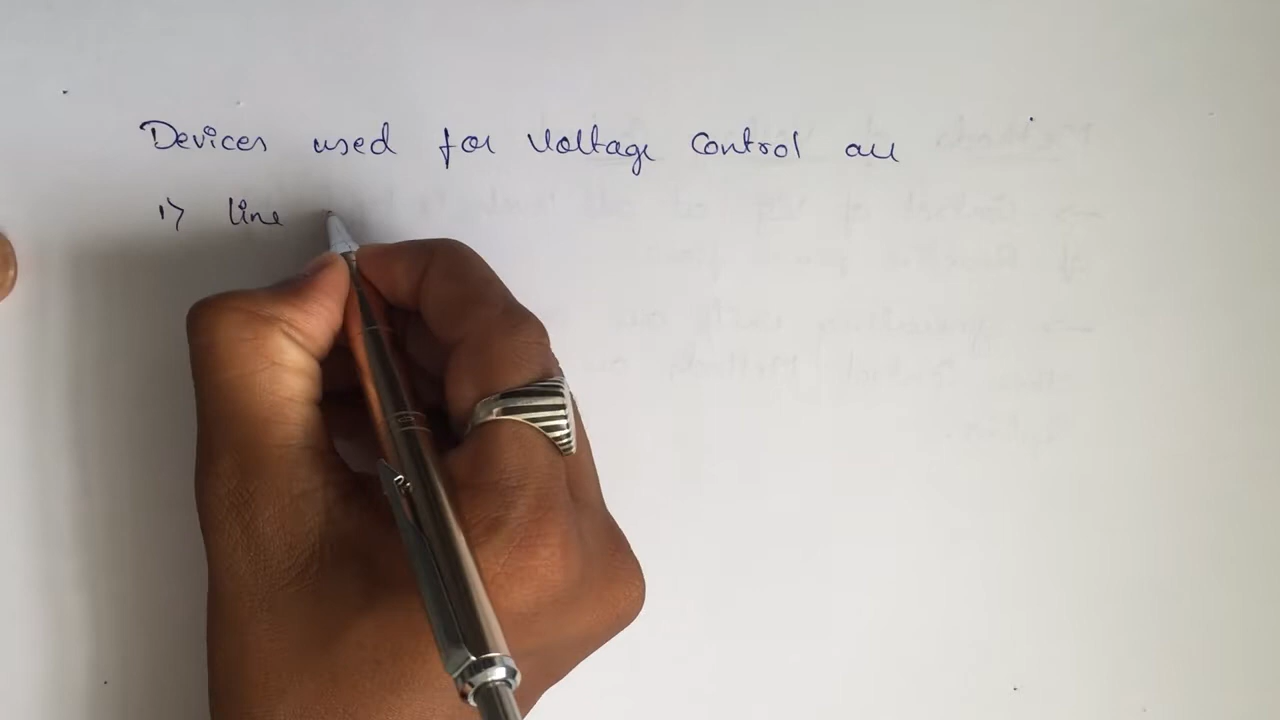 Devices used for Voltage Control are
1) line